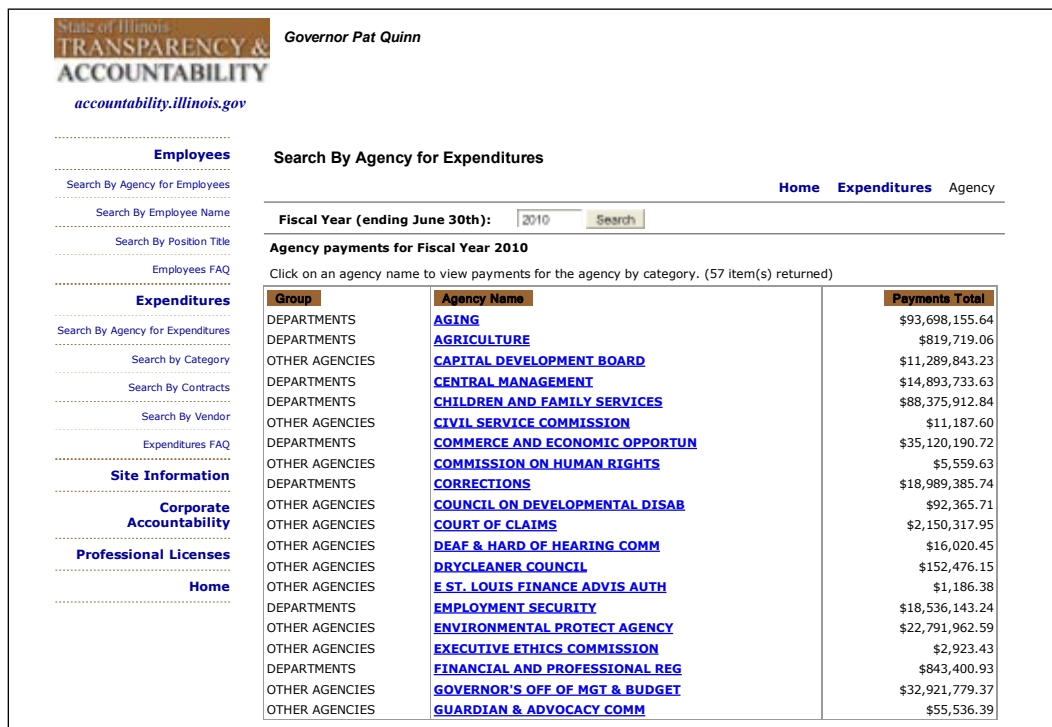 State of Illinois
TRANSPARENCY &
ACCOUNTABILITY
accountability.illinois.gov
Governor Pat Quinn
Employees
Search By Agency for Employees
Search By Employee Name
Search By Position Title
Employees FAQ
Expenditures
Search By Agency for Expenditures
Search by Category
Search By Contracts
Search By Vendor
Expenditures FAQ
Site Information
Corporate
Accountability
Professional Licenses
Home
Search By Agency for Expenditures
Home Expenditures Agency
Fiscal Year (ending June 30th): 2010 Search
Agency payments for Fiscal Year 2010
Click on an agency name to view payments for the agency by category. (57 item(s) returned)
Group Agency Name Payments Total
DEPARTMENTS AGING $93,698,155.64
DEPARTMENTS AGRICULTURE $819,719.06
OTHER AGENCIES CAPITAL DEVELOPMENT BOARD $11,289,843.23
DEPARTMENTS CENTRAL MANAGEMENT $14,893,733.63
DEPARTMENTS CHILDREN AND FAMILY SERVICES $88,375,912.84
OTHER AGENCIES CIVIL SERVICE COMMISSION $11,187.60
DEPARTMENTS COMMERCE AND ECONOMIC OPPORTUN $35,120,190.72
OTHER AGENCIES COMMISSION ON HUMAN RIGHTS $5,559.63
DEPARTMENTS CORRECTIONS $18,989,385.74
OTHER AGENCIES COUNCIL ON DEVELOPMENTAL DISAB $92,365.71
OTHER AGENCIES COURT OF CLAIMS $2,150,317.95
OTHER AGENCIES DEAF & HARD OF HEARING COMM $16,020.45
OTHER AGENCIES DRYCLEANER COUNCIL $152,476.15
OTHER AGENCIES E ST. LOUIS FINANCE ADVIS AUTH $1,186.38
DEPARTMENTS EMPLOYMENT SECURITY $18,536,143.24
OTHER AGENCIES ENVIRONMENTAL PROTECT AGENCY $22,791,962.59
OTHER AGENCIES EXECUTIVE ETHICS COMMISSION $2,923.43
DEPARTMENTS FINANCIAL AND PROFESSIONAL REG $843,400.93
OTHER AGENCIES GOVERNOR'S OFF OF MGT & BUDGET $32,921,779.37
OTHER AGENCIES GUARDIAN & ADVOCACY COMM $55,536.39